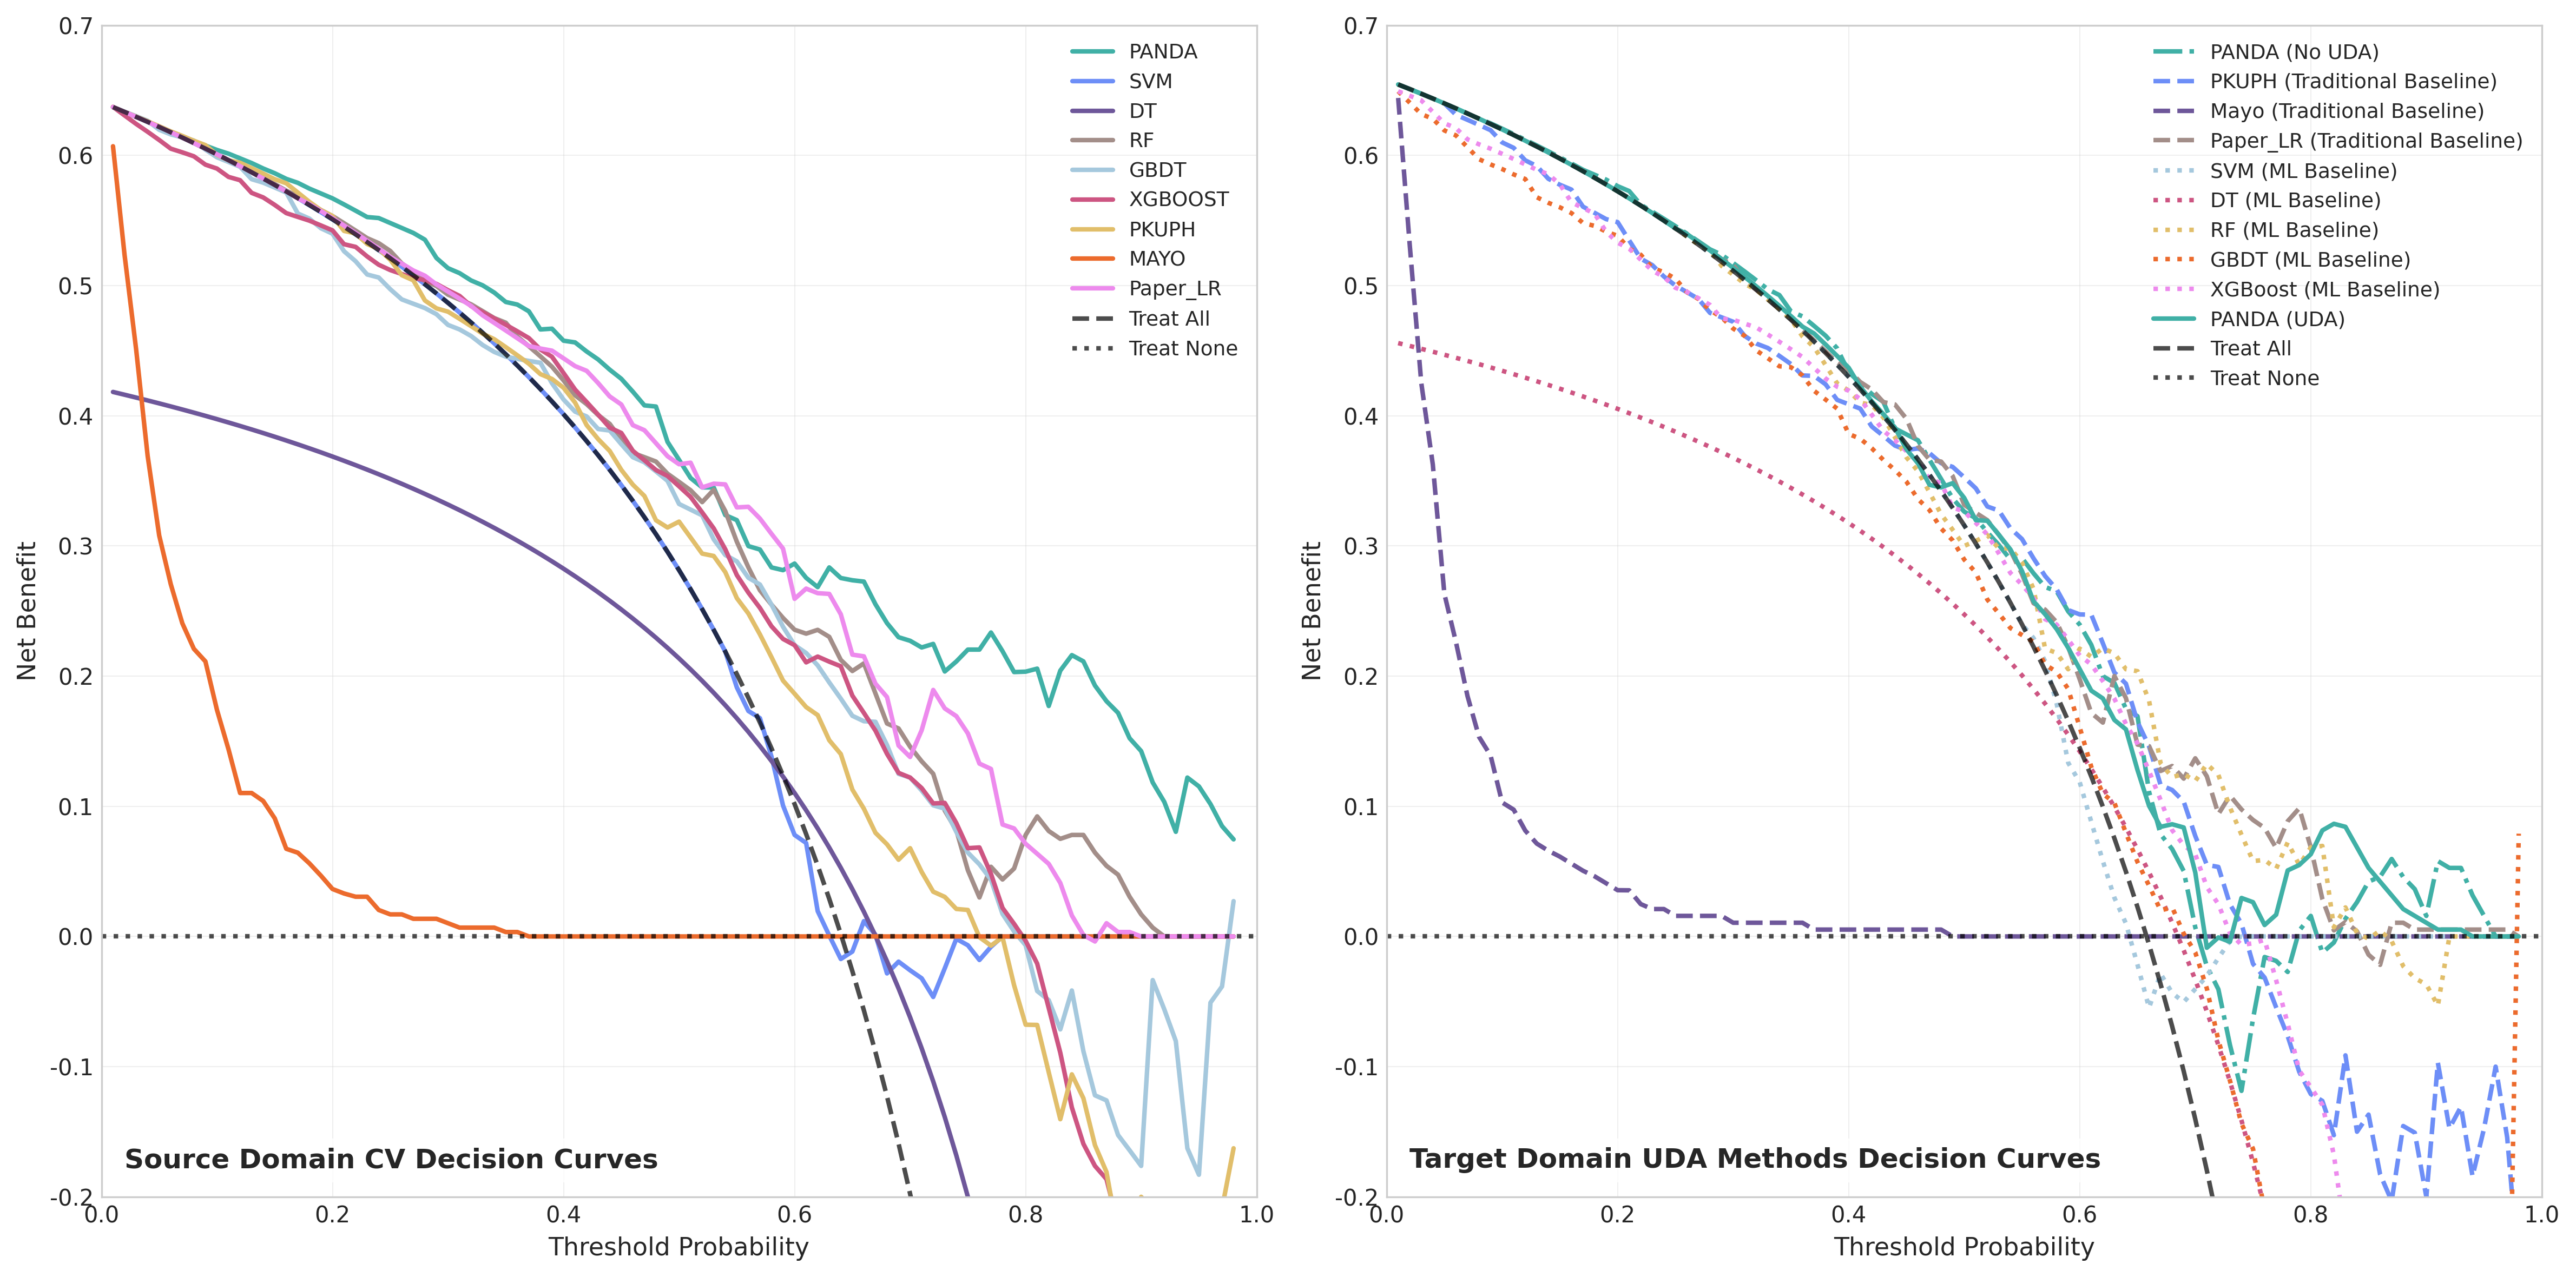 0.7
0.6
0.5
0.4
0.3
0.2
0.1
0.0
-0.1
-0.2
Net Benefit
PANDA
SVM
DT
RF
GBDT
XGBOOST
PKUPH
MAYO
Paper_LR
Treat All
Treat None
Source Domain CV Decision Curves
0.0 0.2 0.4 0.6 0.8 1.0
Threshold Probability
0.7
0.6
0.5
0.4
0.3
0.2
0.1
0.0
-0.1
-0.2
Net Benefit
PANDA (No UDA)
PKUPH (Traditional Baseline)
Mayo (Traditional Baseline)
Paper_LR (Traditional Baseline)
SVM (ML Baseline)
DT (ML Baseline)
RF (ML Baseline)
GBDT (ML Baseline)
XGBoost (ML Baseline)
PANDA (UDA)
Treat All
Treat None
Target Domain UDA Methods Decision Curves
0.0 0.2 0.4 0.6 0.8 1.0
Threshold Probability